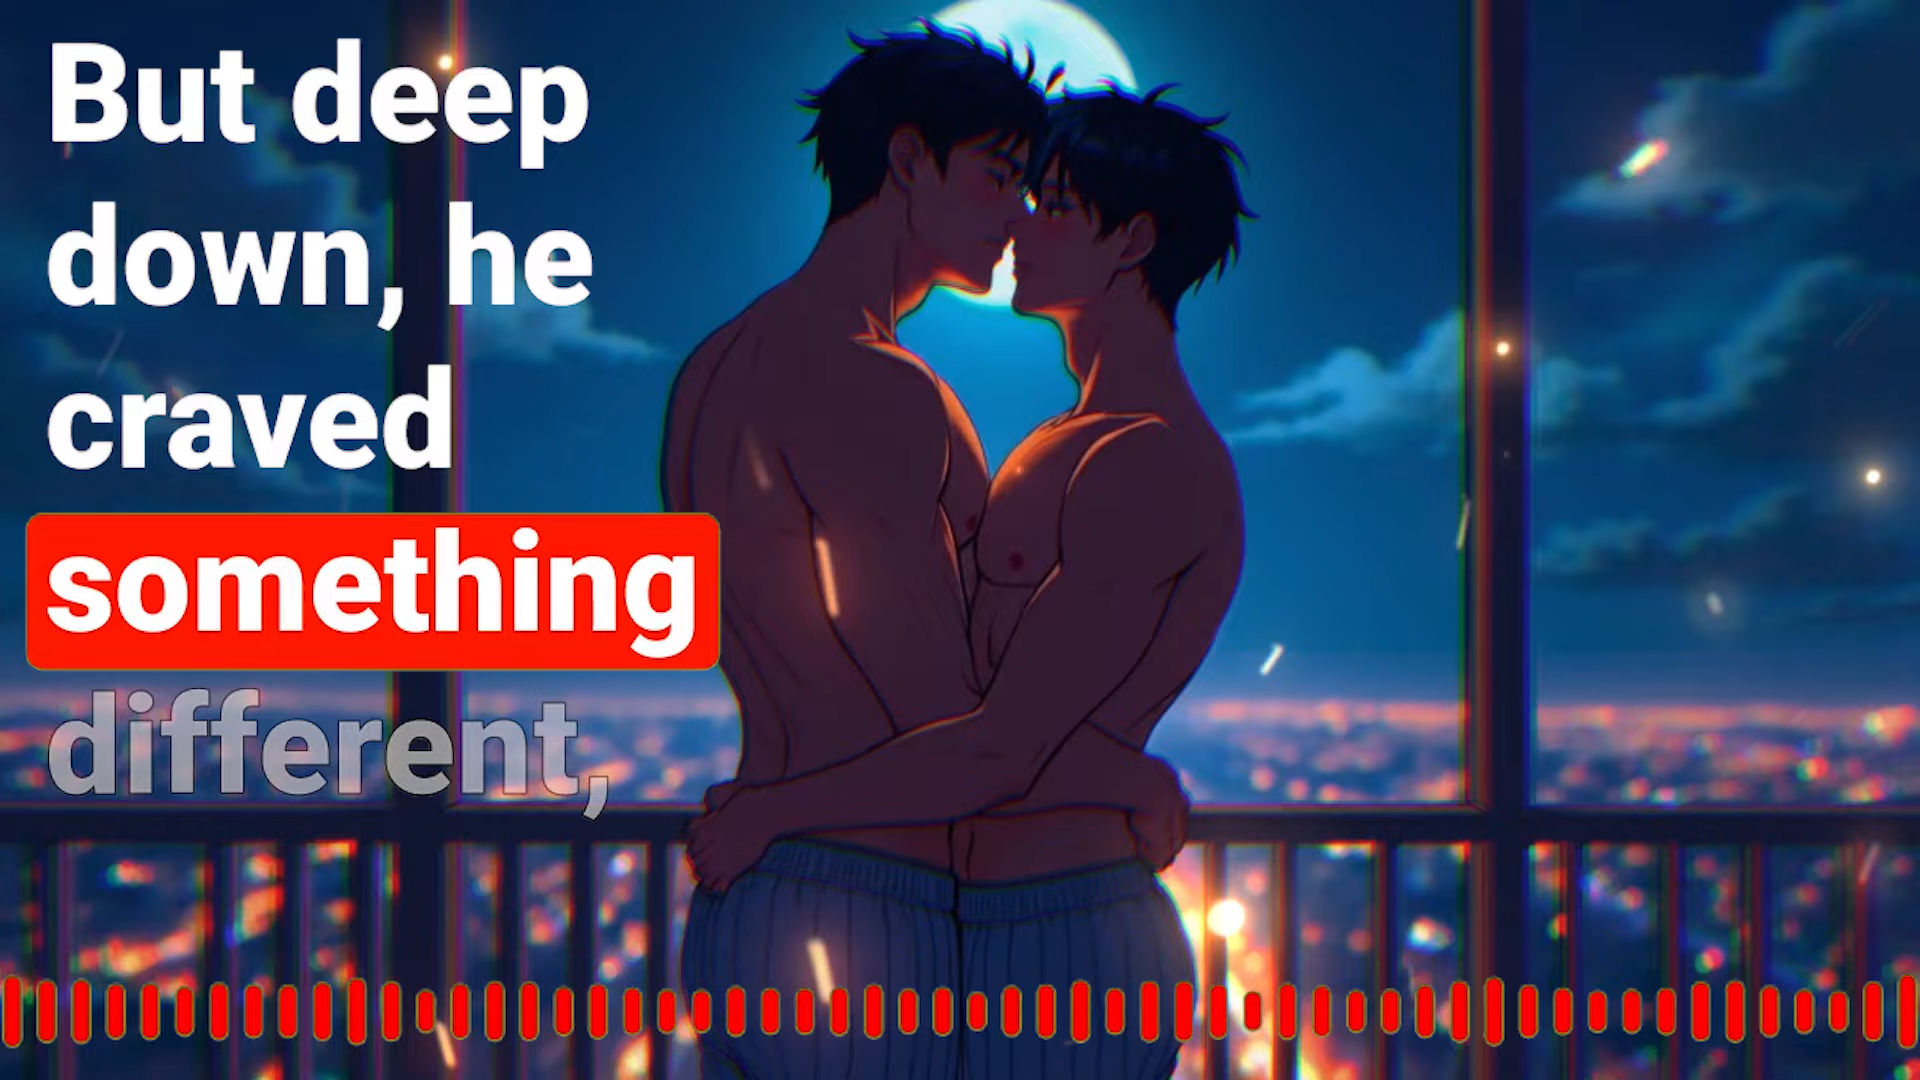 But deep
down, he
craved
something
different,